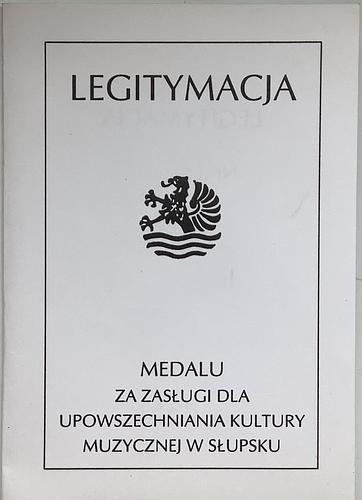 LEGITYMACJA
MEDALU
ZA ZASŁUGI DLA
UPOWSZECHNIANIA KULTURY
MUZYCZNEJ W SŁUPSKU